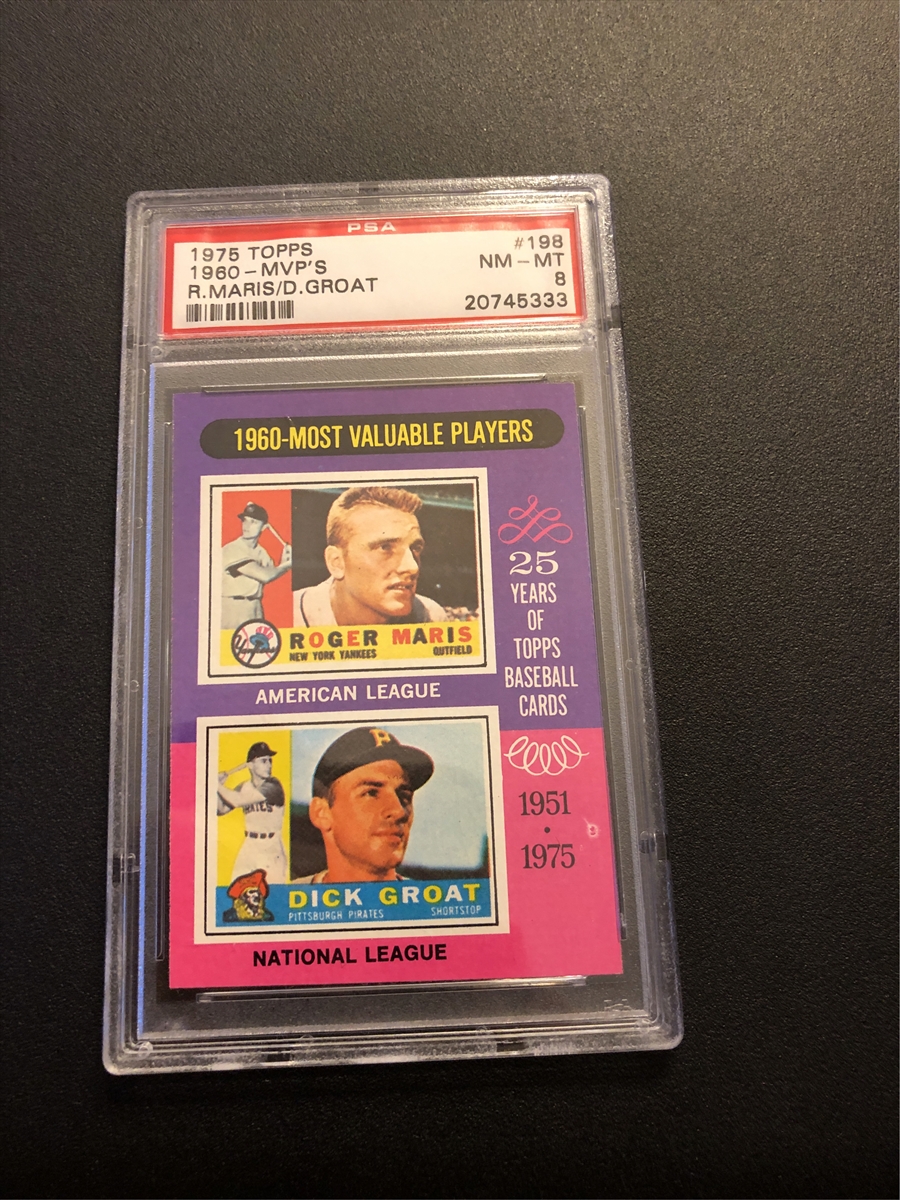 PSA
1975 TOPPS #198
1960-MVP'S NM-MT
R.MARIS/D.GROAT 8
20745333
1960-MOST VALUABLE PLAYERS
ROGER MARIS
NEW YORK YANKEES OUTFIELD
AMERICAN LEAGUE
25
YEARS
OF
TOPPS
BASEBALL
CARDS
P
DICK GROAT
PITTSBURGH PIRATES SHORTSTOP
NATIONAL LEAGUE
1951
•
1975